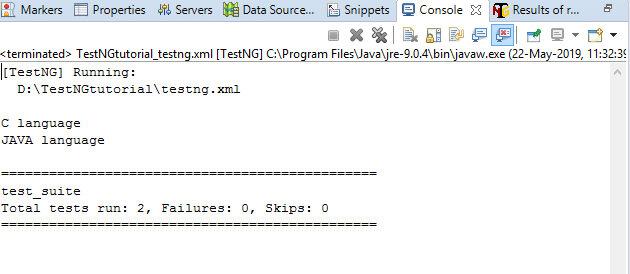 Markers Properties Servers Data Source... Snippets Console Results of r...
<terminated> TestNGtutorial_testng.xml [TestNG] C:\Program Files\Java\jre-9.0.4\bin\javaw.exe (22-May-2019, 11:32:39
[TestNG] Running:
D:\TestNGtutorial\testng.xml
C language
JAVA language
===============================================
test_suite
Total tests run: 2, Failures: 0, Skips: 0
===============================================